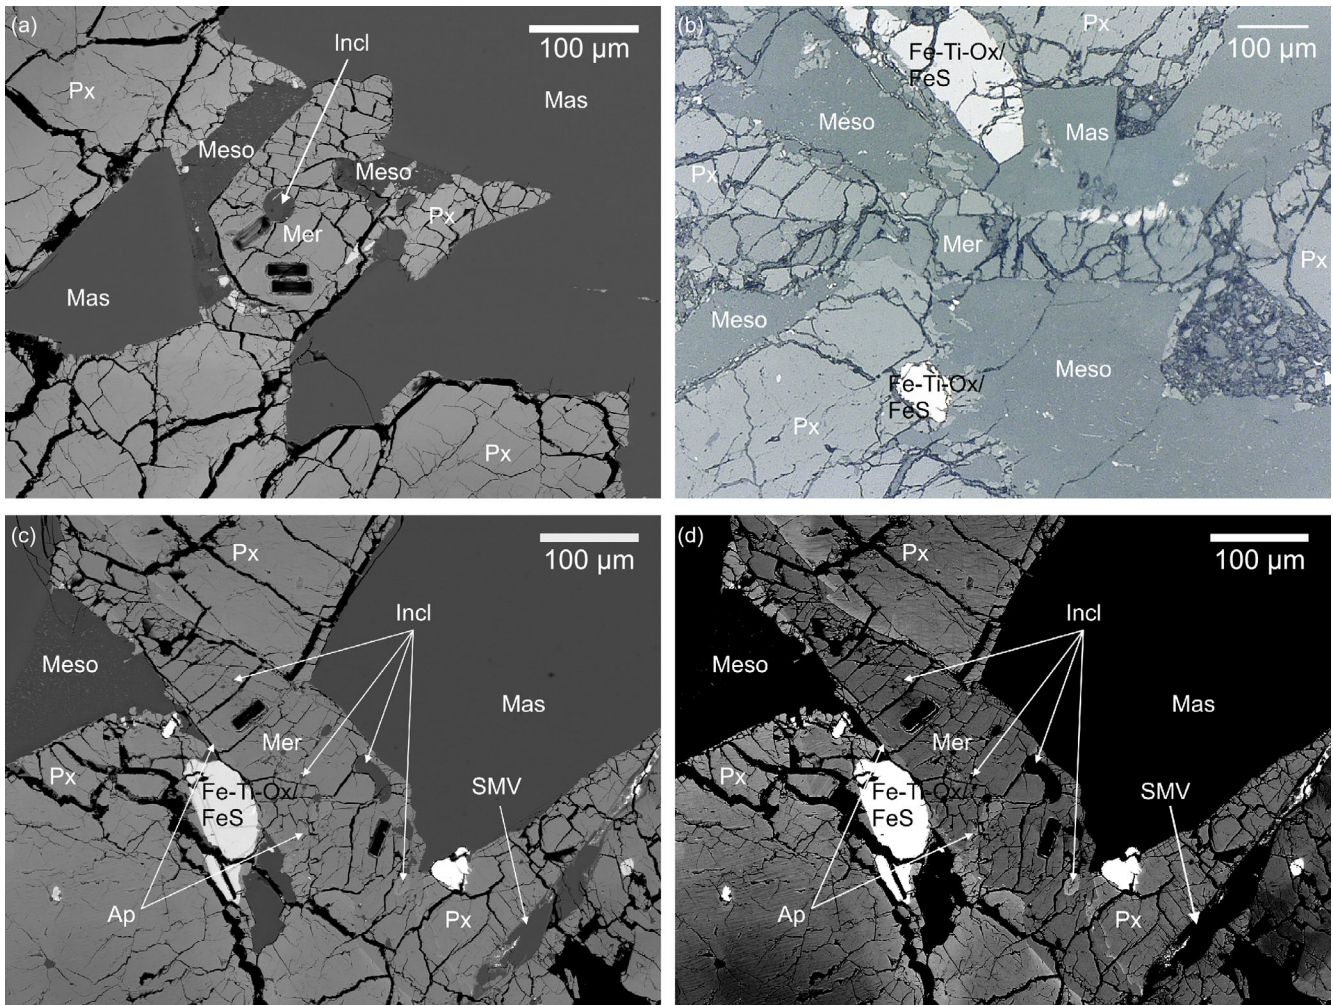 (a)
100 µm
Incl
Px
Mas
Meso
Meso
Px
Mer
Mas
Px
(b)
Px
100 µm
Fe-Ti-Ox/
FeS
Meso
Mas
Px
Mer
Px
Meso
Meso
Fe-Ti-Ox/
FeS
Px
(c)
100 µm
Px
Incl
Meso
Mas
Mer
Px
Fe-Ti-Ox/
FeS
SMV
Ap
Px
(d)
100 µm
Px
Incl
Meso
Mas
Mer
Px
Fe-Ti-Ox/
FeS
SMV
Ap
Px